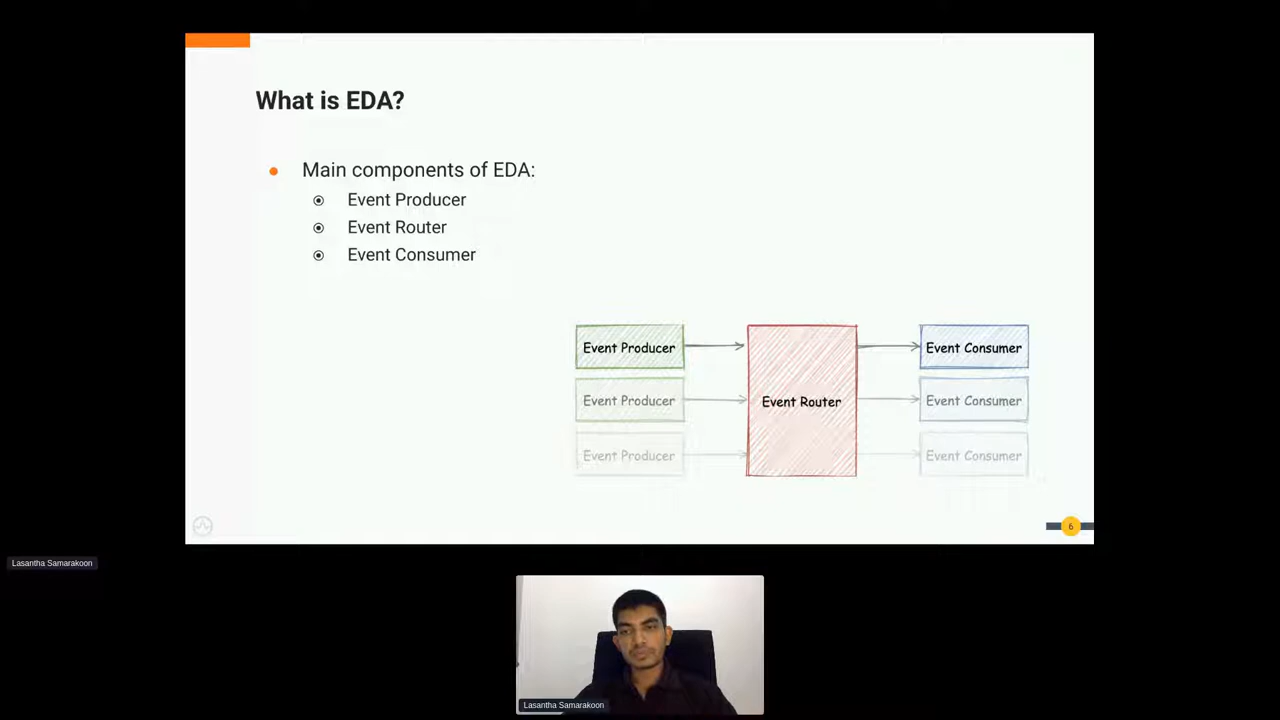 What is EDA?
Main components of EDA:
Event Producer
Event Router
Event Consumer
Event Producer
Event Consumer
Event Producer
Event Router
Event Consumer
Event Producer
Event Consumer
6
Lasantha Samarakoon
Lasantha Samarakoon